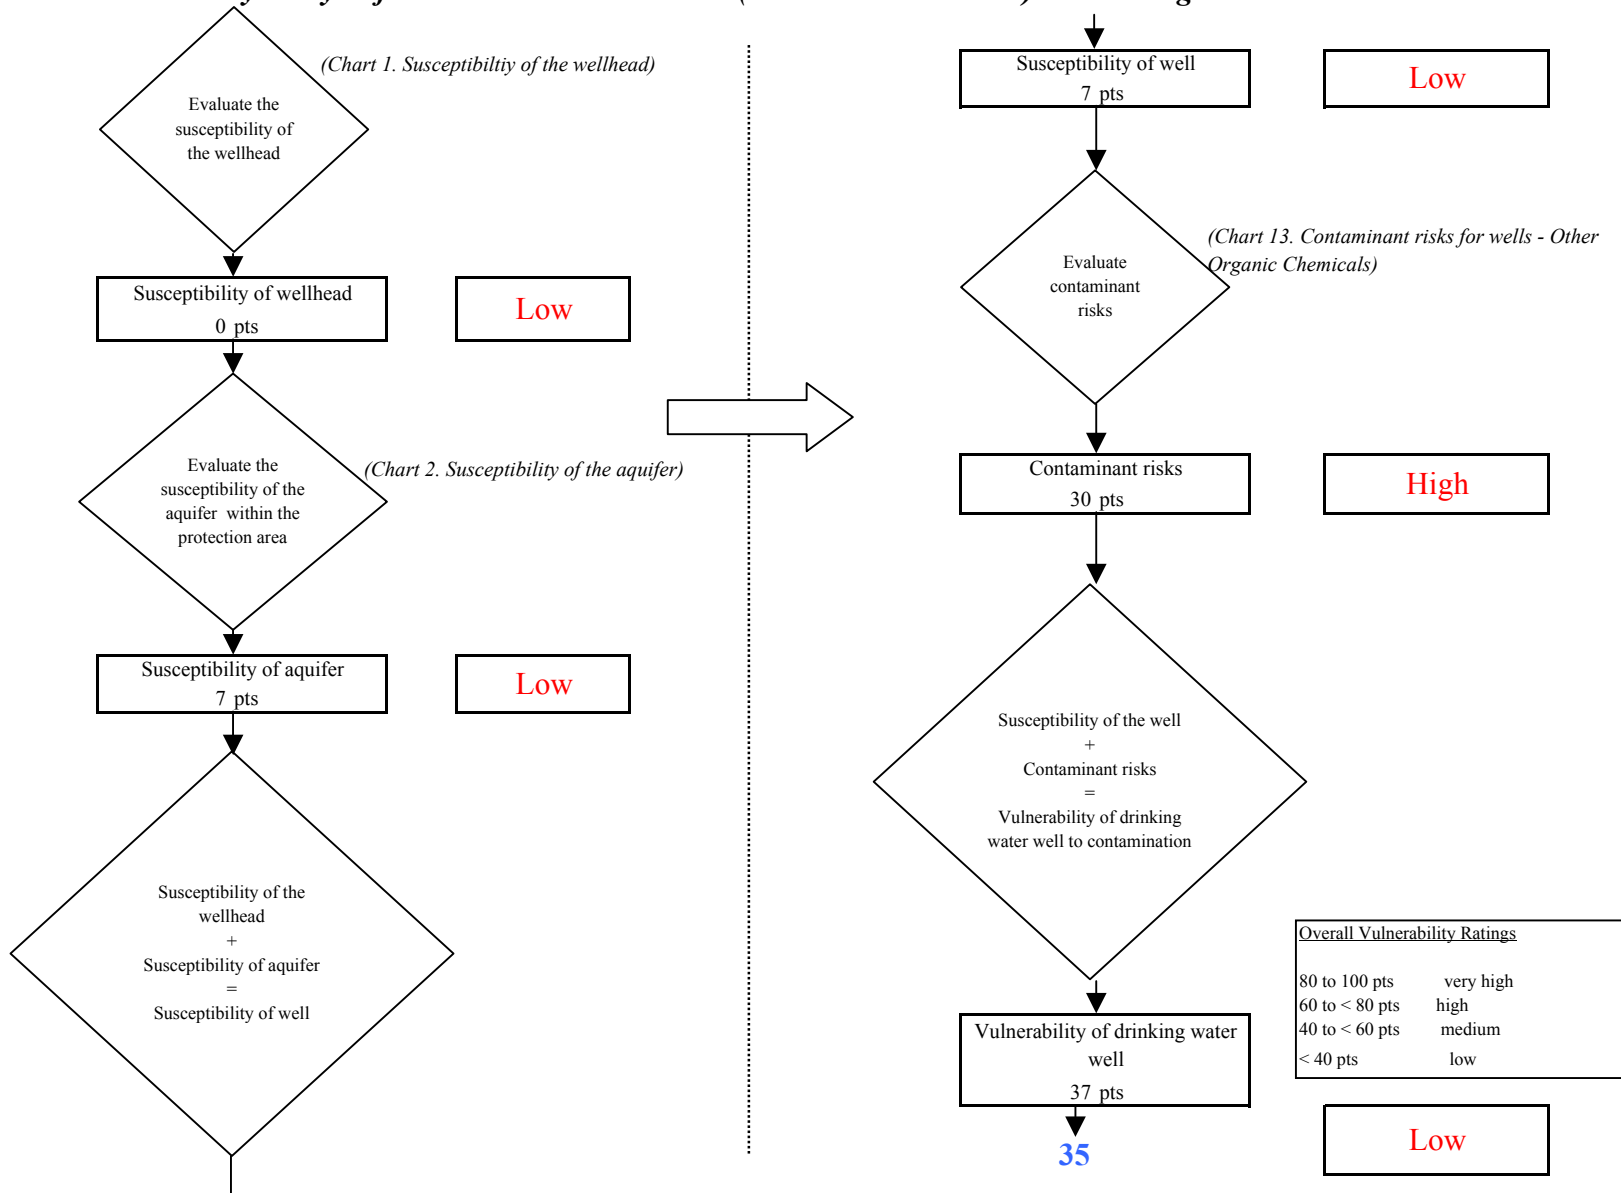 (Chart 1. Susceptibiltiy of the wellhead)
Evaluate the
susceptibility of
the wellhead
Susceptibility of wellhead
0 pts
Low
Evaluate the
susceptibility of the
aquifer within the
protection area
(Chart 2. Susceptibility of the aquifer)
Susceptibility of aquifer
7 pts
Low
Susceptibility of the
wellhead
+
Susceptibility of aquifer
=
Susceptibility of well
Susceptibility of well
7 pts
Low
(Chart 13. Contaminant risks for wells - Other
Organic Chemicals)
Evaluate
contaminant
risks
Contaminant risks
30 pts
High
Susceptibility of the well
+
Contaminant risks
=
Vulnerability of drinking
water well to contamination
Overall Vulnerability Ratings
80 to 100 pts very high
60 to < 80 pts high
40 to < 60 pts medium
< 40 pts low
Vulnerability of drinking water
well
37 pts
35
Low